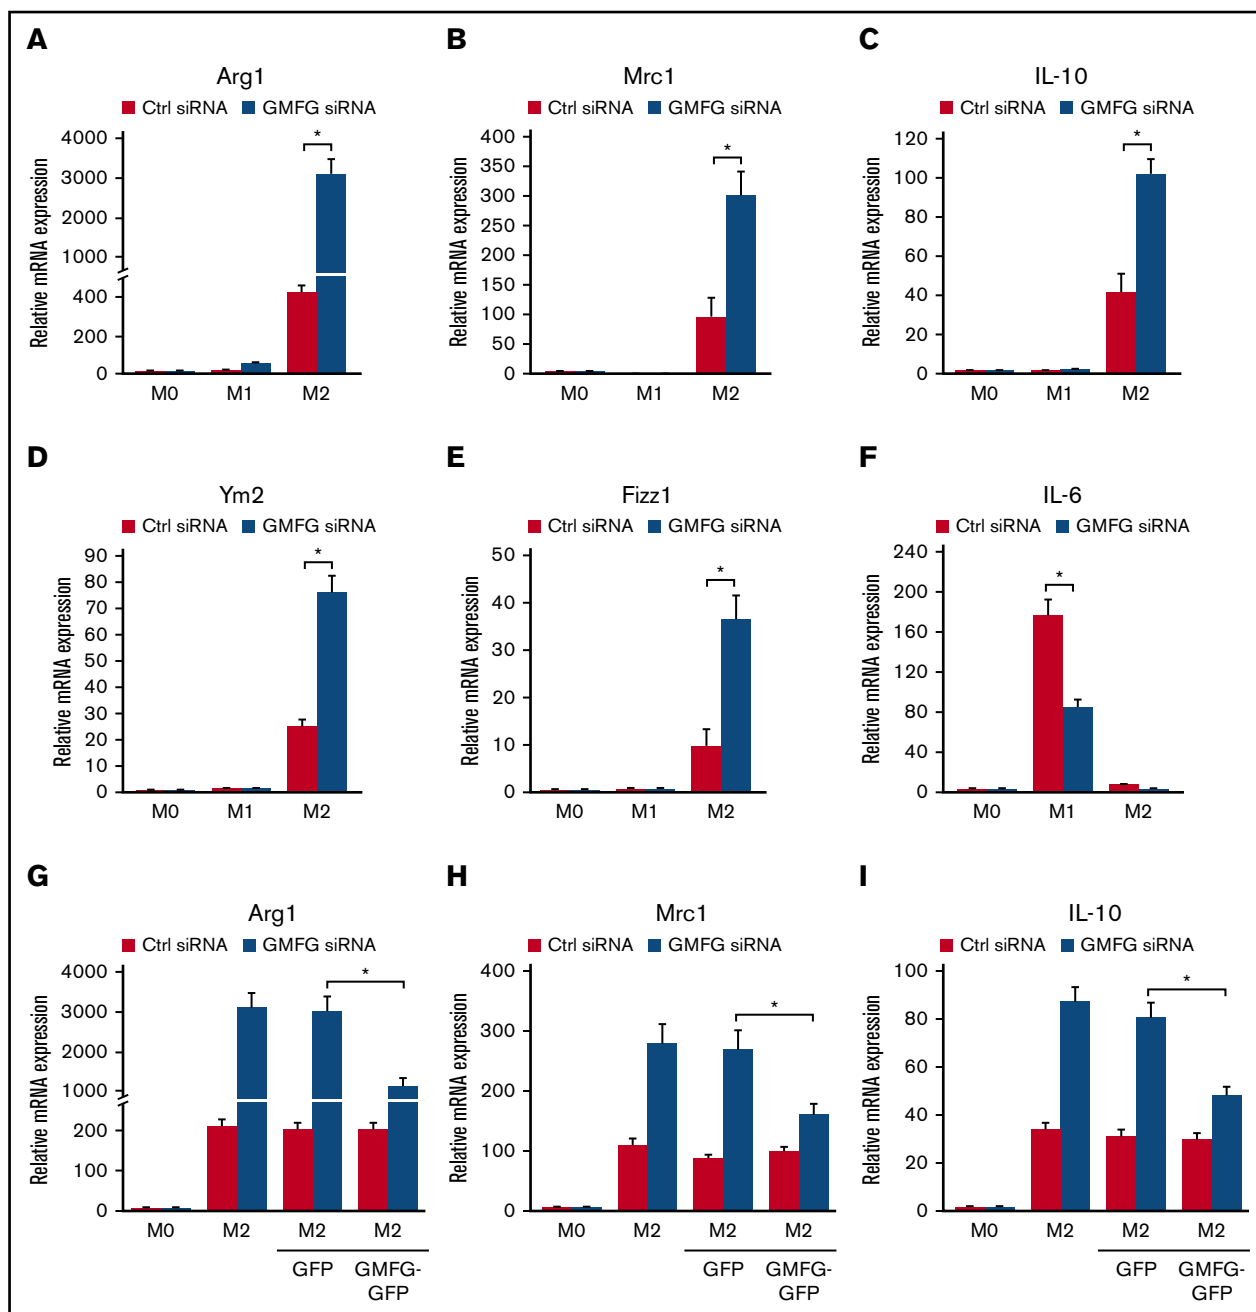 A
Arg1
Ctrl siRNA GMFG siRNA
Relative mRNA expression
4000
3000
2000
1000
400
200
0
*
M0 M1 M2
B
Mrc1
Ctrl siRNA GMFG siRNA
Relative mRNA expression
400
350
300
250
200
150
100
50
0
*
M0 M1 M2
C
IL-10
Ctrl siRNA GMFG siRNA
Relative mRNA expression
120
100
80
60
40
20
0
*
M0 M1 M2
D
Ym2
Ctrl siRNA GMFG siRNA
Relative mRNA expression
90
80
70
60
50
40
30
20
10
0
*
M0 M1 M2
E
Fizz1
Ctrl siRNA GMFG siRNA
Relative mRNA expression
50
40
30
20
10
0
*
M0 M1 M2
F
IL-6
Ctrl siRNA GMFG siRNA
Relative mRNA expression
240
200
160
120
80
40
0
*
M0 M1 M2
G
Arg1
Ctrl siRNA GMFG siRNA
Relative mRNA expression
4000
3000
2000
1000
200
100
0
*
M0 M2 M2 M2
GFP GMFG-
GFP
H
Mrc1
Ctrl siRNA GMFG siRNA
Relative mRNA expression
400
300
200
100
0
*
M0 M2 M2 M2
GFP GMFG-
GFP
I
IL-10
Ctrl siRNA GMFG siRNA
Relative mRNA expression
100
80
60
40
20
0
*
M0 M2 M2 M2
GFP GMFG-
GFP